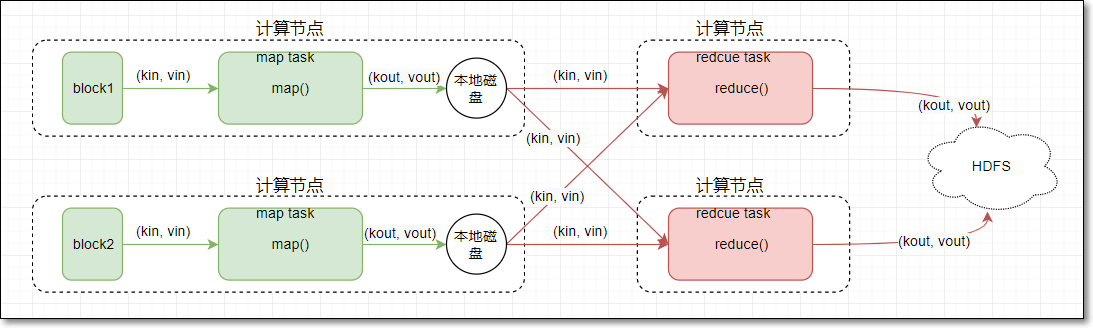 计算节点
计算节点
map task
redcue task
(kin, vin)
(kout, vout)
(kin, vin)
block1
map()
本地磁
盘
reduce()
(kout, vout)
(kin, vin)
HDFS
计算节点
计算节点
(kin, vin)
map task
redcue task
(kin, vin)
(kout, vout)
(kin, vin)
block2
map()
本地磁
盘
reduce()
(kout, vout)